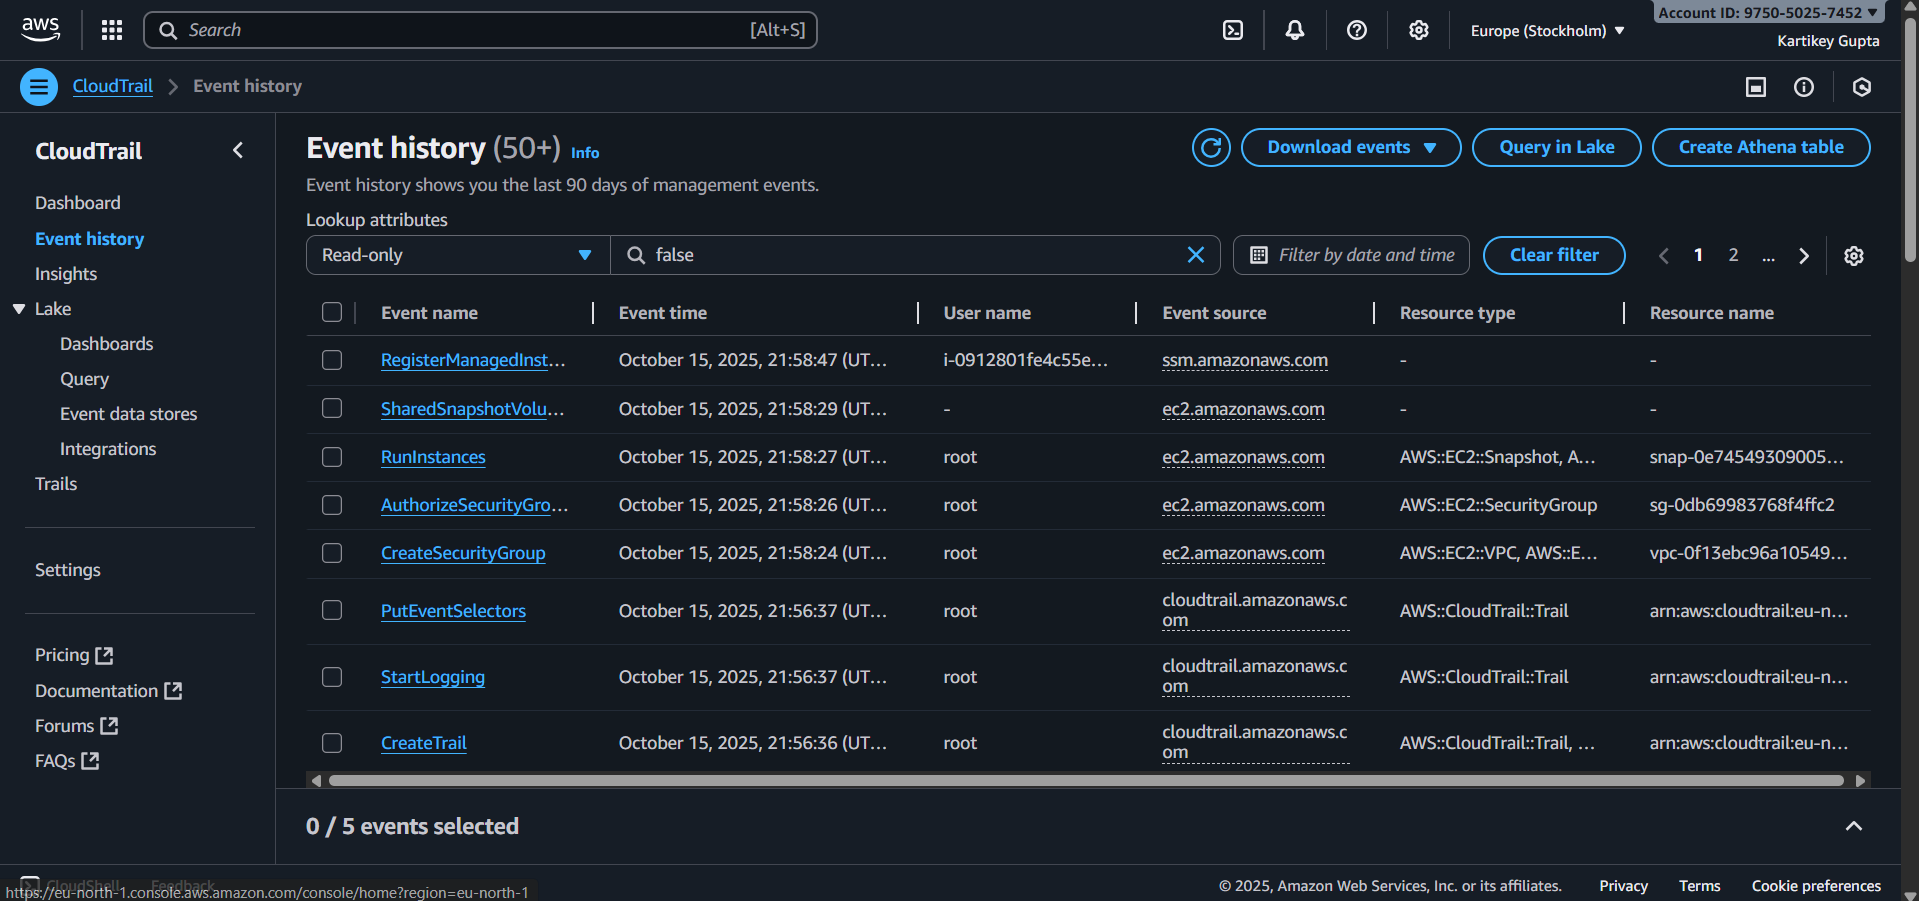 aws
Search [Alt+S]
Europe (Stockholm)
Account ID: 9750-5025-7452
Kartikey Gupta
CloudTrail
Event history
CloudTrail
Dashboard
Event history
Insights
Lake
Dashboards
Query
Event data stores
Integrations
Trails
Settings
Pricing
Documentation
Forums
FAQs
Event history (50+) Info
Download events
Query in Lake
Create Athena table
Event history shows you the last 90 days of management events.
Lookup attributes
Read-only
false
Filter by date and time
Clear filter
1 2 ...
Event name Event time User name Event source Resource type Resource name
RegisterManagedInst... October 15, 2025, 21:58:47 (UT... i-0912801fe4c55e... ssm.amazonaws.com - -
SharedSnapshotVolu... October 15, 2025, 21:58:29 (UT... - ec2.amazonaws.com - -
RunInstances October 15, 2025, 21:58:27 (UT... root ec2.amazonaws.com AWS::EC2::Snapshot, A... snap-0e74549309005...
AuthorizeSecurityGro... October 15, 2025, 21:58:26 (UT... root ec2.amazonaws.com AWS::EC2::SecurityGroup sg-0db69983768f4ffc2
CreateSecurityGroup October 15, 2025, 21:58:24 (UT... root ec2.amazonaws.com AWS::EC2::VPC, AWS::E... vpc-0f13ebc96a10549...
PutEventSelectors October 15, 2025, 21:56:37 (UT... root cloudtrail.amazonaws.c
om AWS::CloudTrail::Trail arn:aws:cloudtrail:eu-n...
StartLogging October 15, 2025, 21:56:37 (UT... root cloudtrail.amazonaws.c
om AWS::CloudTrail::Trail arn:aws:cloudtrail:eu-n...
CreateTrail October 15, 2025, 21:56:36 (UT... root cloudtrail.amazonaws.c
om AWS::CloudTrail::Trail, ... arn:aws:cloudtrail:eu-n...
0 / 5 events selected
CloudShell Feedback
https://eu-north-1.console.aws.amazon.com/console/home?region=eu-north-1
© 2025, Amazon Web Services, Inc. or its affiliates. Privacy Terms Cookie preferences